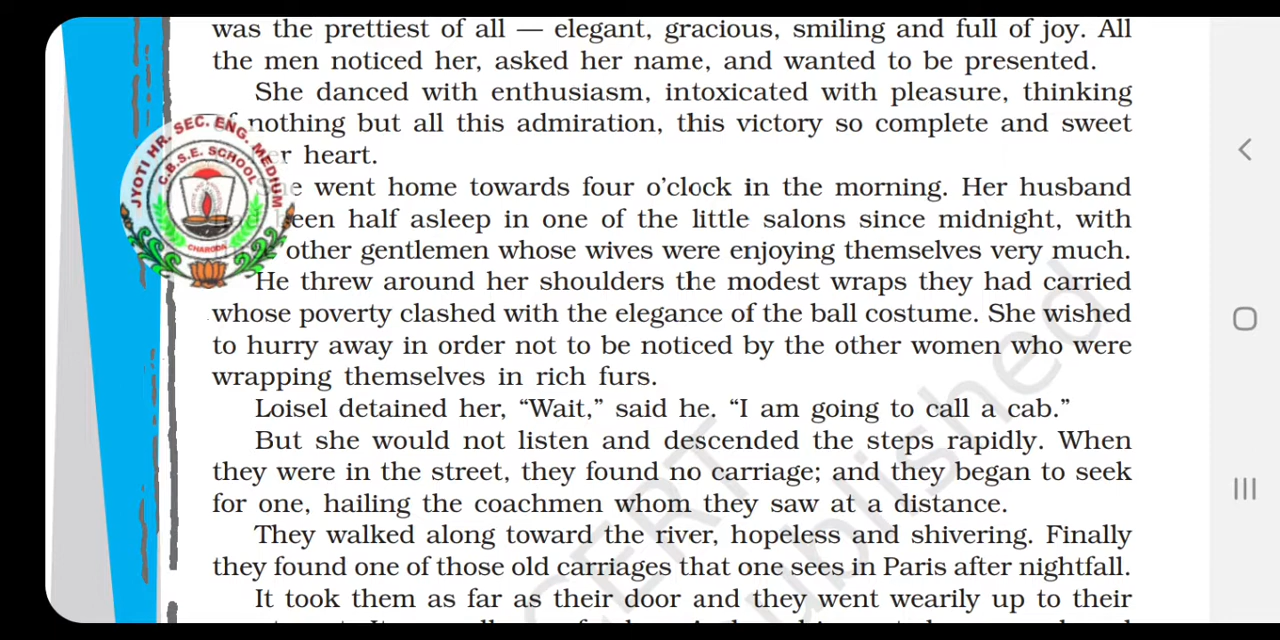 was the prettiest of all — elegant, gracious, smiling and full of joy. All
the men noticed her, asked her name, and wanted to be presented.
She danced with enthusiasm, intoxicated with pleasure, thinking
nothing but all this admiration, this victory so complete and sweet
heart.
went home towards four o’clock in the morning. Her husband
half asleep in one of the little salons since midnight, with
other gentlemen whose wives were enjoying themselves very much.
He threw around her shoulders the modest wraps they had carried
whose poverty clashed with the elegance of the ball costume. She wished
to hurry away in order not to be noticed by the other women who were
wrapping themselves in rich furs.
Loisel detained her, “Wait,” said he. “I am going to call a cab.”
But she would not listen and descended the steps rapidly. When
they were in the street, they found no carriage; and they began to seek
for one, hailing the coachmen whom they saw at a distance.
They walked along toward the river, hopeless and shivering. Finally
they found one of those old carriages that one sees in Paris after nightfall.
It took them as far as their door and they went wearily up to their
JYOTI HR. SEC. ENG. MEDIUM
C.B.S.E. SCHOOL
CHARODA